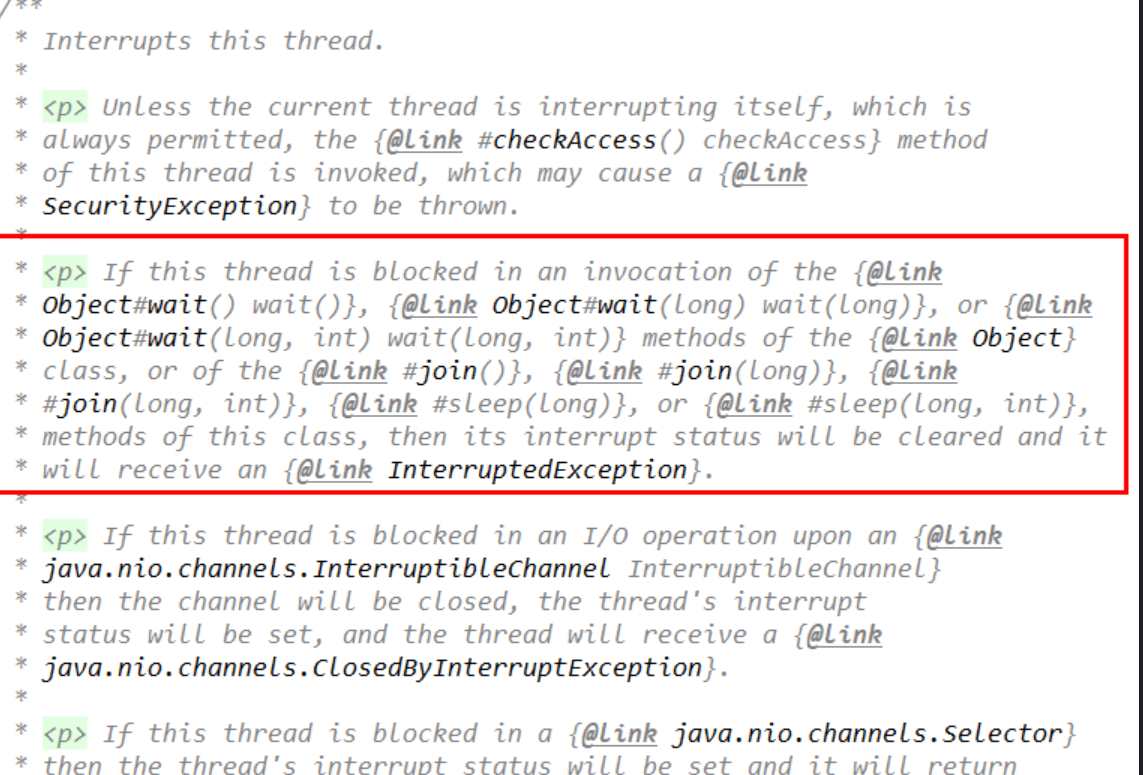 /**
* Interrupts this thread.
*
* <p> Unless the current thread is interrupting itself, which is
* always permitted, the {@link #checkAccess() checkAccess} method
* of this thread is invoked, which may cause a {@link
* SecurityException} to be thrown.
*
* <p> If this thread is blocked in an invocation of the {@link
* Object#wait() wait()}, {@link Object#wait(long) wait(long)}, or {@link
* Object#wait(long, int) wait(long, int)} methods of the {@link Object}
* class, or of the {@link #join()}, {@link #join(long)}, {@link
* #join(long, int)}, {@link #sleep(long)}, or {@link #sleep(long, int)},
* methods of this class, then its interrupt status will be cleared and it
* will receive an {@link InterruptedException}.
*
* <p> If this thread is blocked in an I/O operation upon an {@link
* java.nio.channels.InterruptibleChannel InterruptibleChannel}
* then the channel will be closed, the thread's interrupt
* status will be set, and the thread will receive a {@link
* java.nio.channels.ClosedByInterruptException}.
*
* <p> If this thread is blocked in a {@link java.nio.channels.Selector}
* then the thread's interrupt status will be set and it will return